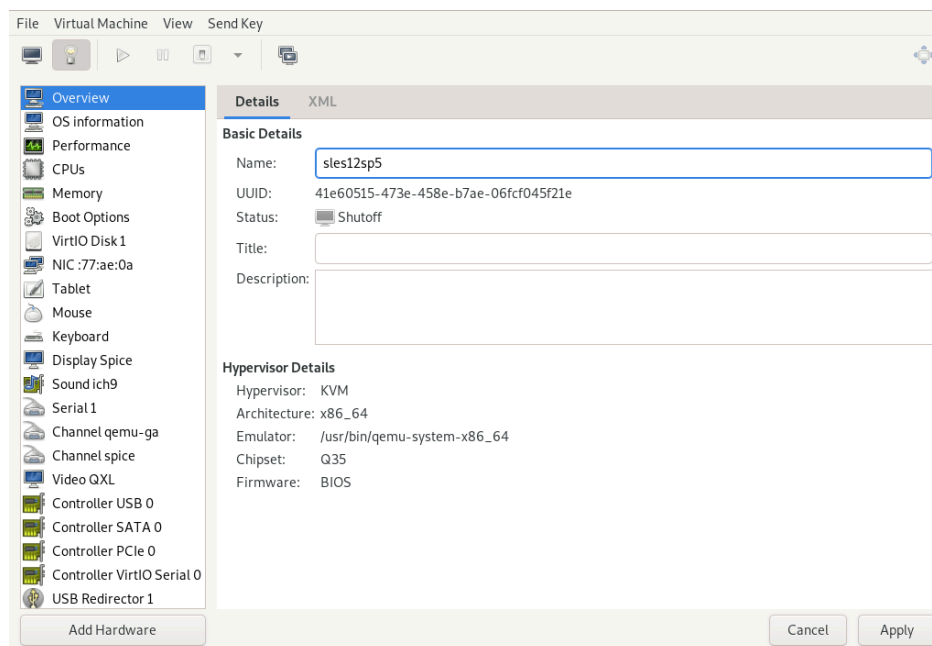 File Virtual Machine View Send Key
Overview
OS information
Performance
CPUs
Memory
Boot Options
VirtIO Disk 1
NIC :77:ae:0a
Tablet
Mouse
Keyboard
Display Spice
Sound ich9
Serial 1
Channel qemu-ga
Channel spice
Video QXL
Controller USB 0
Controller SATA 0
Controller PCIe 0
Controller VirtIO Serial 0
USB Redirector 1
Add Hardware
Details XML
Basic Details
Name: sles12sp5
UUID: 41e60515-473e-458e-b7ae-06fcf045f21e
Status: Shutoff
Title:
Description:
Hypervisor Details
Hypervisor: KVM
Architecture: x86_64
Emulator: /usr/bin/qemu-system-x86_64
Chipset: Q35
Firmware: BIOS
Cancel Apply